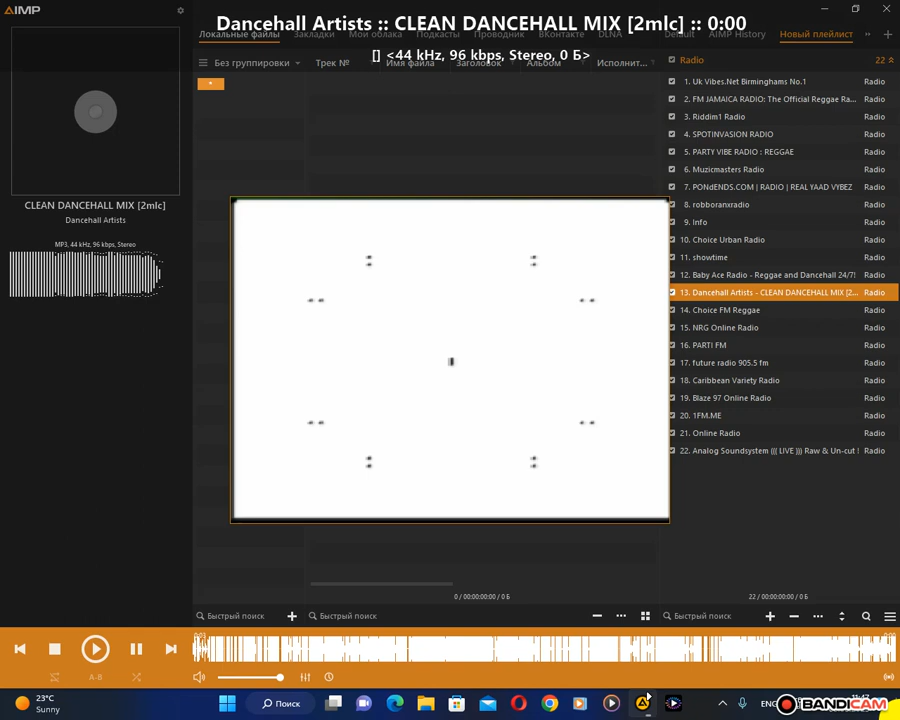 AIMP
Dancehall Artists :: CLEAN DANCEHALL MIX [2mlc] :: 0:00
Локальные файлы Закладки Мои облака Подкасты Проводник ВКонтакте DLNA Default AIMP History Новый плейлист
[] <44 kHz, 96 kbps, Stereo, 0 Б>
Без группировки Трек № Имя файла Заголовок Альбом Исполнит...
Radio 22
1. Uk Vibes.Net Birminghams No.1 Radio
2. FM JAMAICA RADIO: The Official Reggae Ra... Radio
3. Riddim1 Radio Radio
4. SPOTINVASION RADIO Radio
5. PARTY VIBE RADIO : REGGAE Radio
6. Muzicmasters Radio Radio
7. PONdENDS.COM | RADIO | REAL YAAD VYBEZ Radio
8. robboranxradio Radio
9. Info Radio
10. Choice Urban Radio Radio
11. showtime Radio
12. Baby Ace Radio - Reggae and Dancehall 24/7! Radio
13. Dancehall Artists - CLEAN DANCEHALL MIX [2... Radio
14. Choice FM Reggae Radio
15. NRG Online Radio Radio
16. PARTI FM Radio
17. future radio 905.5 fm Radio
18. Caribbean Variety Radio Radio
19. Blaze 97 Online Radio Radio
20. 1FM.ME Radio
21. Online Radio Radio
22. Analog Soundsystem ((( LIVE ))) Raw & Un-cut ! Radio
CLEAN DANCEHALL MIX [2mlc]
Dancehall Artists
MP3, 44 kHz, 96 kbps, Stereo
0 / 00:00:00:00 / 0 Б
22 / 00:00:00:00 / 0 Б
Быстрый поиск Быстрый поиск Быстрый поиск
0:03
0:00
A-B
23°C
Sunny
Поиск
ENG
11:47
BANDICAM